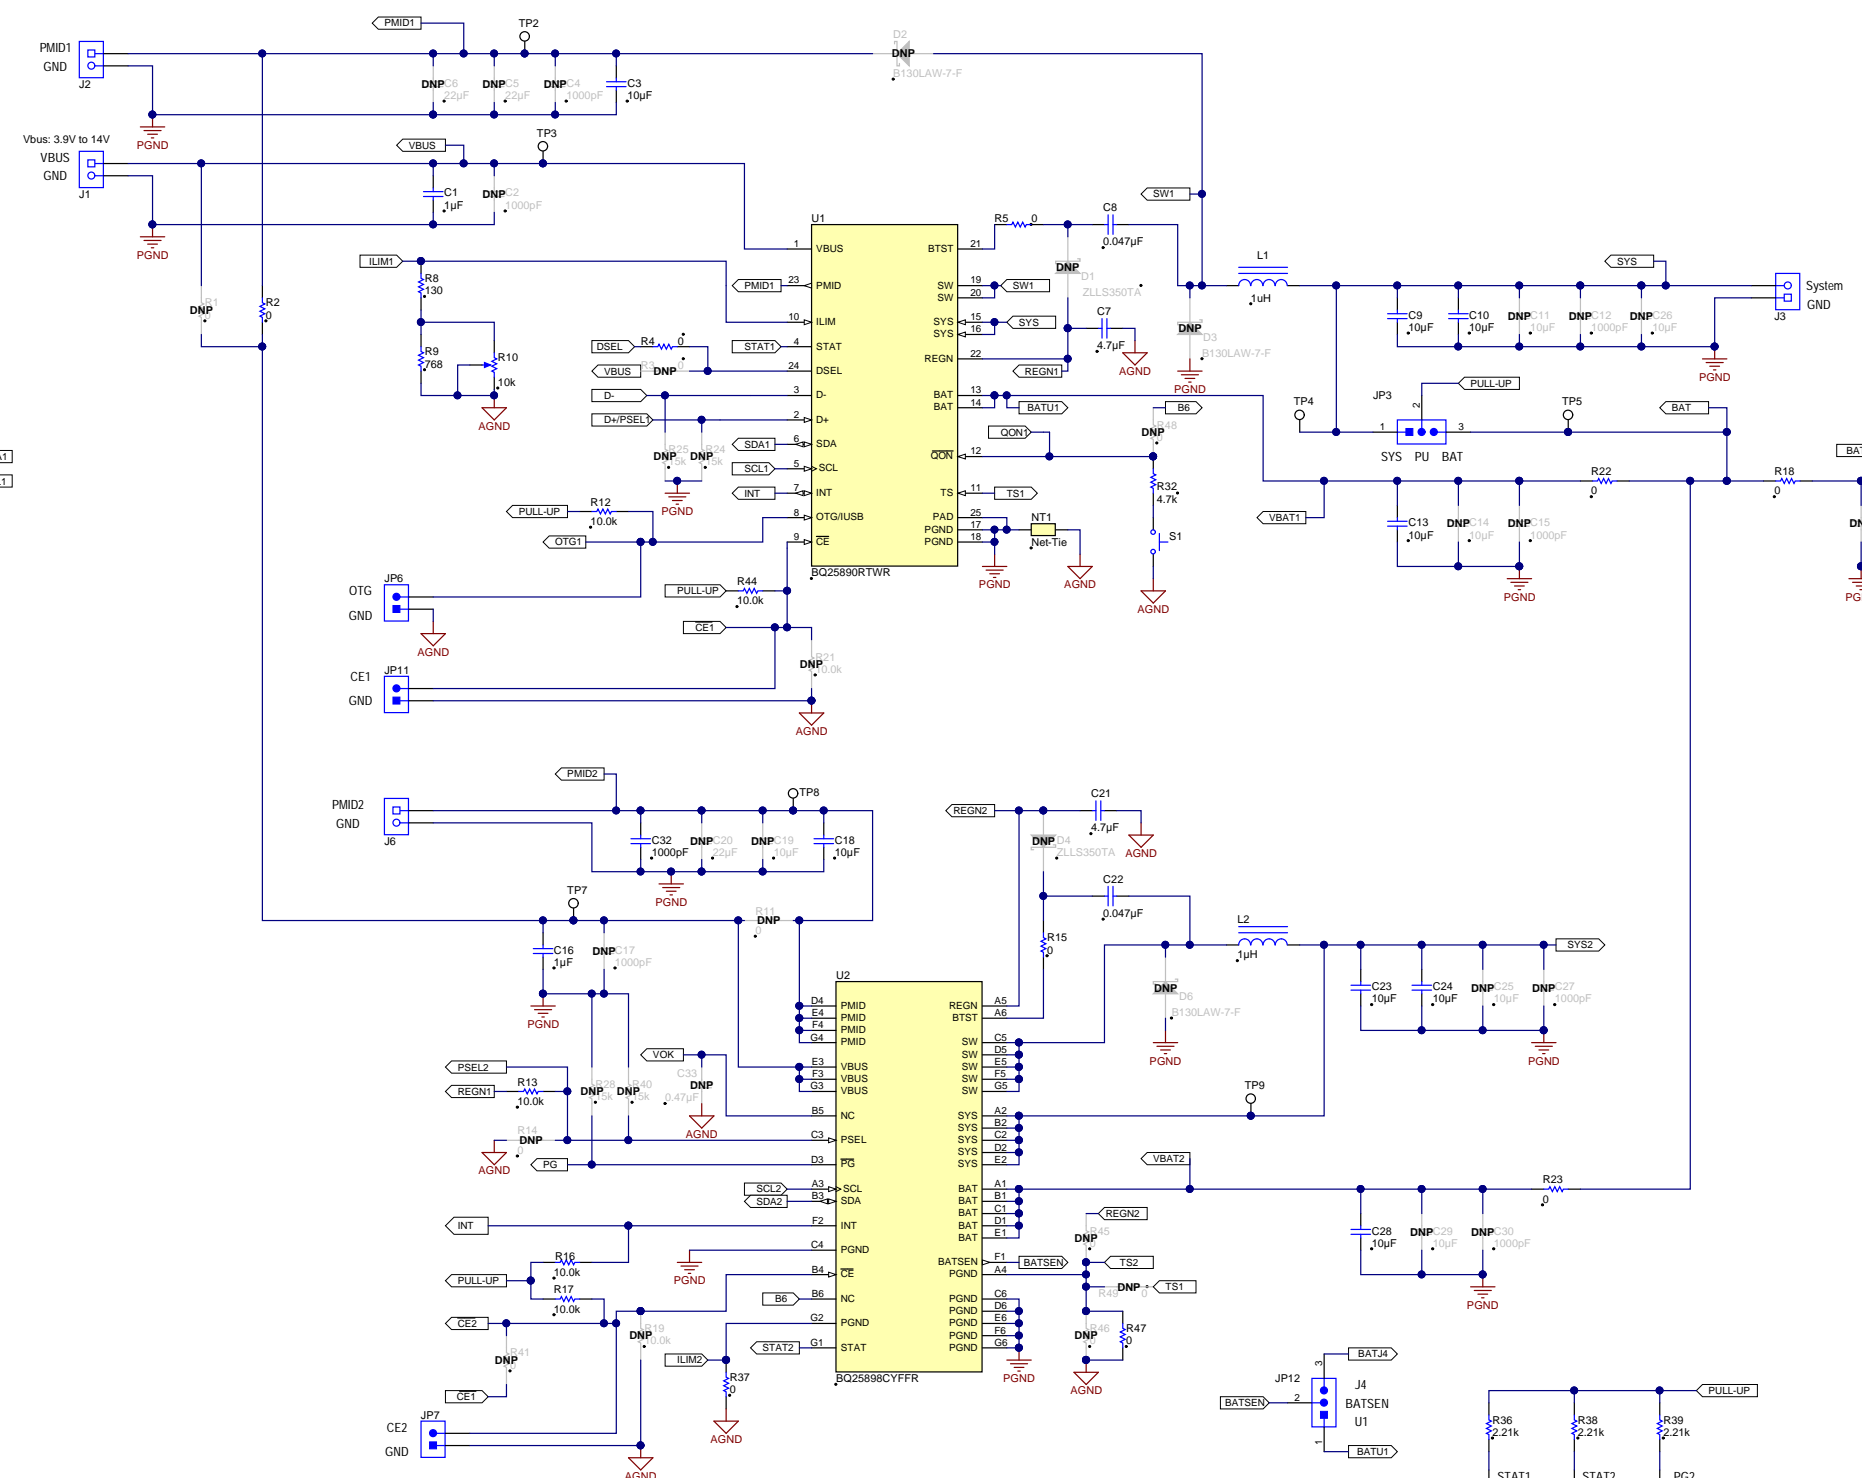 PMID1
TP2
D2
DNP
B130LAW-7-F
PMID1
GND
J2
DNP C6
22µF
DNP C5
22µF
DNP C4
1000pF
C3
10µF
PGND
Vbus: 3.9V to 14V
VBUS
GND
J1
VBUS
TP3
C1
1µF
DNP C2
1000pF
PGND
SW1
U1
R5 0
C8
0.047µF
1 VBUS
BTST 21
ILIM1
R8
130
DNP D1
ZLLS350TA
L1
1uH
SYS
System
GND
J3
PMID1 23 PMID
SW 19 SW1
SW 20
R1
DNP
R2
0
10 ILIM
SYS 15 SYS
SYS 16
C7
4.7µF
DNP D3
B130LAW-7-F
C9
10µF
C10
10µF
DNP C11
10µF
DNP C12
1000pF
DNP C26
10µF
R9
768
R10
10k
DSEL R4 0
STAT1 4 STAT
VBUS R3 DNP 0
24 DSEL
REGN 22
REGN1
AGND
PGND
PGND
AGND
D- 3 D-
BAT 13
BAT 14
BATU1
B6
JP3
PULL-UP
2
TP4
TP5
BAT
1 3
SYS PU BAT
D+/PSEL1 2 D+
QON1
DNP R48
SDA1 6 SDA
DNP R25
15k
DNP R24
15k
QON 12
SCL1 5 SCL
R32
4.7k
R22
0
R18
0
INT 7 INT
TS 11 TS1
PGND
PULL-UP R12
10.0k
8 OTG/IUSB
PAD 25
PGND 17
PGND 18
NT1
Net-Tie
S1
VBAT1
C13
10µF
DNP C14
10µF
DNP C15
1000pF
OTG1
9 CE
BQ25890RTWR
PGND
AGND
AGND
PGND
JP6
OTG
GND
AGND
PULL-UP R44
10.0k
CE1
DNP R21
10.0k
JP11
CE1
GND
AGND
PMID2
TP8
PMID2
GND
J6
C32
1000pF
DNP C20
22µF
DNP C19
10µF
C18
10µF
PGND
REGN2
C21
4.7µF
DNP D4
ZLLS350TA
AGND
TP7
R11
DNP
0
C22
0.047µF
C16
1µF
DNP C17
1000pF
R15
0
L2
1µH
SYS2
PGND
U2
DNP D6
B130LAW-7-F
C23
10µF
C24
10µF
DNP C25
10µF
DNP C27
1000pF
D4 PMID
E4 PMID
F4 PMID
G4 PMID
REGN A5
BTST A6
SW C5
SW D5
SW E5
SW F5
SW G5
PGND
PGND
VOK
E3 VBUS
F3 VBUS
G3 VBUS
PSEL2
REGN1 R13
10.0k
DNP R28
15k
DNP R40
15k
C33
DNP
0.47µF
AGND
TP9
B5 NC
SYS A2
SYS B2
SYS C2
SYS D2
SYS E2
R14
DNP
0
AGND
C3 PSEL
PG D3 PG
VBAT2
SCL2 A3 SCL
SDA2 B3 SDA
BAT A1
BAT B1
BAT C1
BAT D1
BAT E1
R23
0
INT F2 INT
REGN2
DNP R45
C28
10µF
DNP C29
10µF
DNP C30
1000pF
PGND
C4 PGND
BATSEN F1 BATSEN
TS2
PGND A4
R49 DNP 0 TS1
PULL-UP
R16
10.0k
R17
10.0k
B4 CE
B6 B6 NC
PGND C6
PGND D6
PGND E6
PGND F6
PGND G6
PGND
CE2
DNP R19
10.0k
G2 PGND
STAT2 G1 STAT
DNP R46
R47
0
DNP R41
ILIM2
R37
0
BQ25898CYFFR
PGND
AGND
CE1
JP7
CE2
GND
AGND
AGND
JP12
3 BATJ4
J4
BATSEN 2 BATSEN
U1
1 BATU1
PULL-UP
R36
2.21k
R38
2.21k
R39
2.21k
STAT1
STAT2
PG2